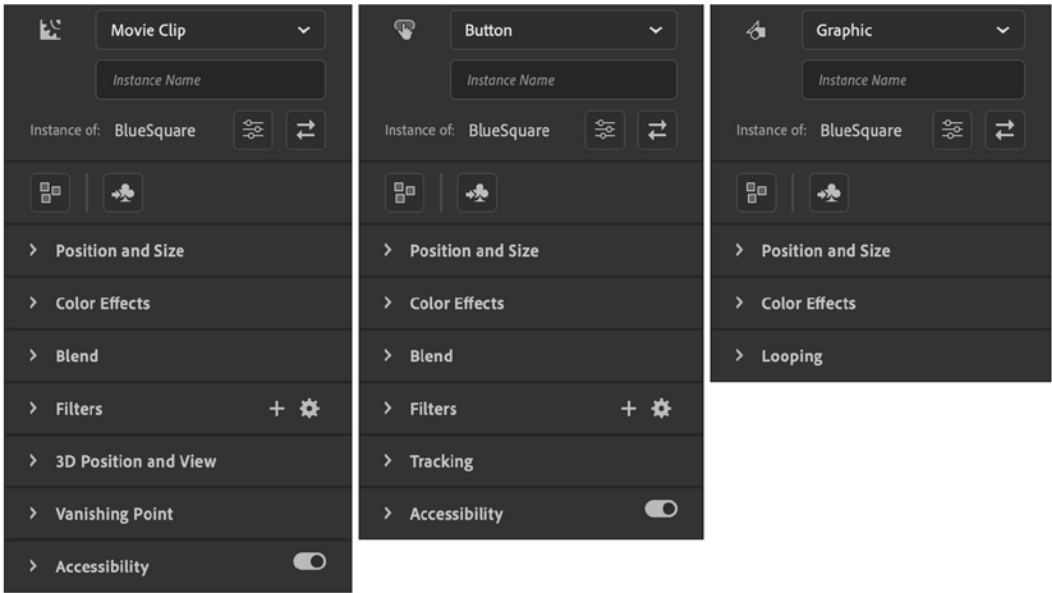 Movie Clip
Instance Name
Instance of: BlueSquare
Position and Size
Color Effects
Blend
Filters
3D Position and View
Vanishing Point
Accessibility
Button
Instance Name
Instance of: BlueSquare
Position and Size
Color Effects
Blend
Filters
Tracking
Accessibility
Graphic
Instance Name
Instance of: BlueSquare
Position and Size
Color Effects
Looping